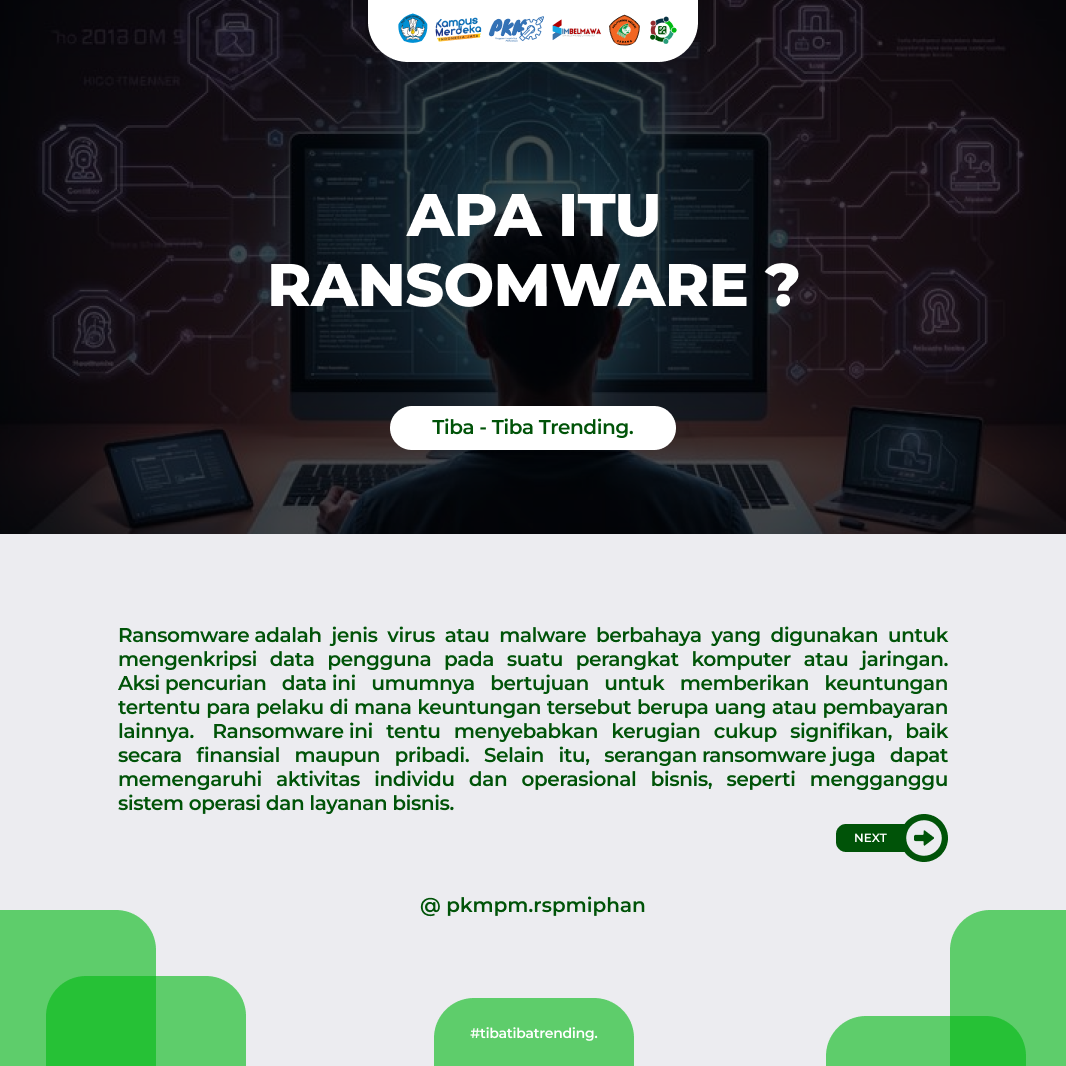 Kampus
Merdeka
INDONESIA JAYA
PKK
SIMBELMAWA
APA ITU
RANSOMWARE ?
Tiba - Tiba Trending.
Ransomware adalah jenis virus atau malware berbahaya yang digunakan untuk
mengenkripsi data pengguna pada suatu perangkat komputer atau jaringan.
Aksi pencurian data ini umumnya bertujuan untuk memberikan keuntungan
tertentu para pelaku di mana keuntungan tersebut berupa uang atau pembayaran
lainnya. Ransomware ini tentu menyebabkan kerugian cukup signifikan, baik
secara finansial maupun pribadi. Selain itu, serangan ransomware juga dapat
memengaruhi aktivitas individu dan operasional bisnis, seperti mengganggu
sistem operasi dan layanan bisnis.
NEXT
@ pkmpm.rspmiphan
#tibatibatrending.